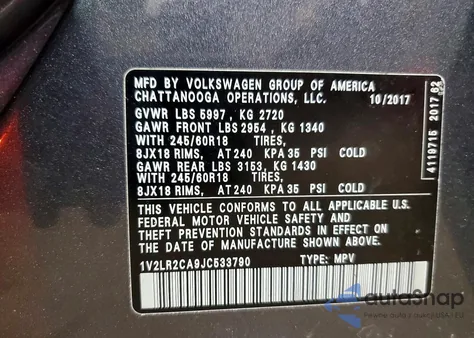 MFD BY VOLKSWAGEN GROUP OF AMERICA
CHATTANOOGA OPERATIONS, LLC. 10/2017
GVWR LBS 5997 , KG 2720
GAWR FRONT LBS 2954 , KG 1340
WITH 245/60R18 TIRES,
8JX18 RIMS, AT 240 KPA 35 PSI COLD
GAWR REAR LBS 3153, KG 1430
WITH 245/60R18 TIRES,
8JX18 RIMS, AT 240 KPA 35 PSI COLD
THIS VEHICLE CONFORMS TO ALL APPLICABLE U.S.
FEDERAL MOTOR VEHICLE SAFETY AND
THEFT PREVENTION STANDARDS IN EFFECT ON THE
DATE OF MANUFACTURE SHOWN ABOVE.
1V2LR2CA9JC533790 TYPE: MPV
4119716 2017 62
autoSnap